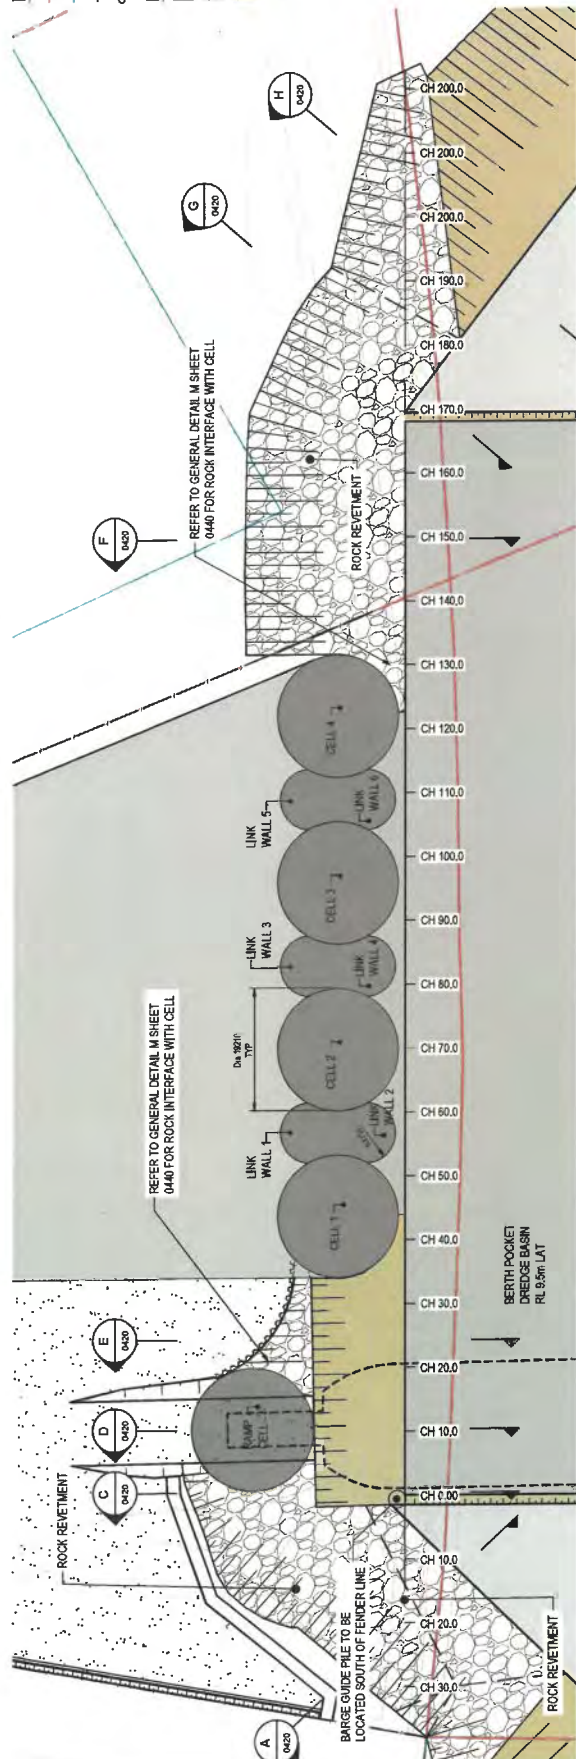 H
0420
CH 200.0
CH 200.0
G
0420
CH 200.0
CH 190.0
CH 180.0
REFER TO GENERAL DETAIL M SHEET
0440 FOR ROCK INTERFACE WITH CELL
CH 170.0
ROCK REVETMENT
CH 160.0
F
0420
CH 150.0
CH 140.0
CH 130.0
CELL 4
CH 120.0
LINK
WALL 5
LINK
WALL 6
CH 110.0
CH 100.0
CELL 3
CH 90.0
LINK
WALL 3
LINK
WALL 4
CH 80.0
REFER TO GENERAL DETAIL M SHEET
0440 FOR ROCK INTERFACE WITH CELL
Dia 19210
TYP
CELL 2
CH 70.0
CH 60.0
LINK
WALL 1
LINK
WALL 2
CH 50.0
CELL 1
CH 40.0
BERTH POCKET
DREDGE BASIN
RL 9.5m LAT
CH 30.0
E
0420
CH 20.0
D
0420
RAMP
CELL
CH 10.0
C
0420
CH 0.00
ROCK REVETMENT
CH 10.0
BARGE GUIDE PILE TO BE
LOCATED SOUTH OF FENDER LINE
CH 20.0
ROCK REVETMENT
CH 30.0
A
0420